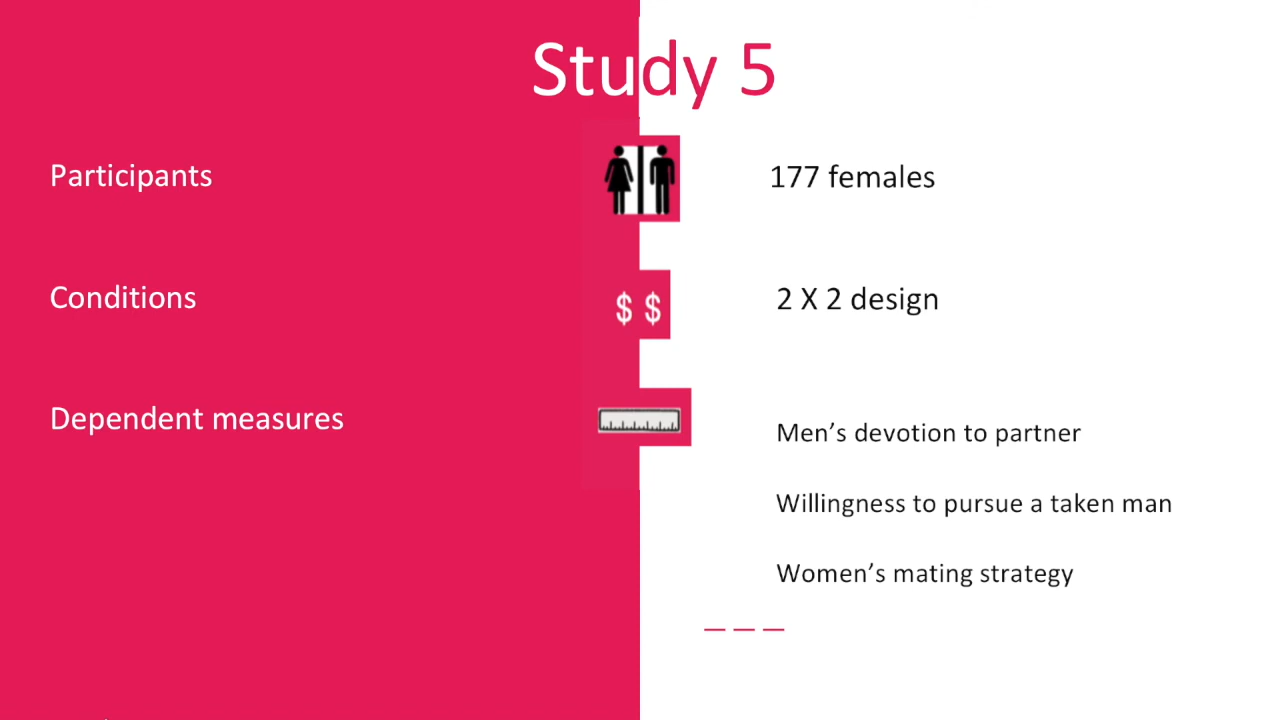 Study 5
Participants
177 females
Conditions
$ $
2 X 2 design
Dependent measures
Men’s devotion to partner
Willingness to pursue a taken man
Women’s mating strategy